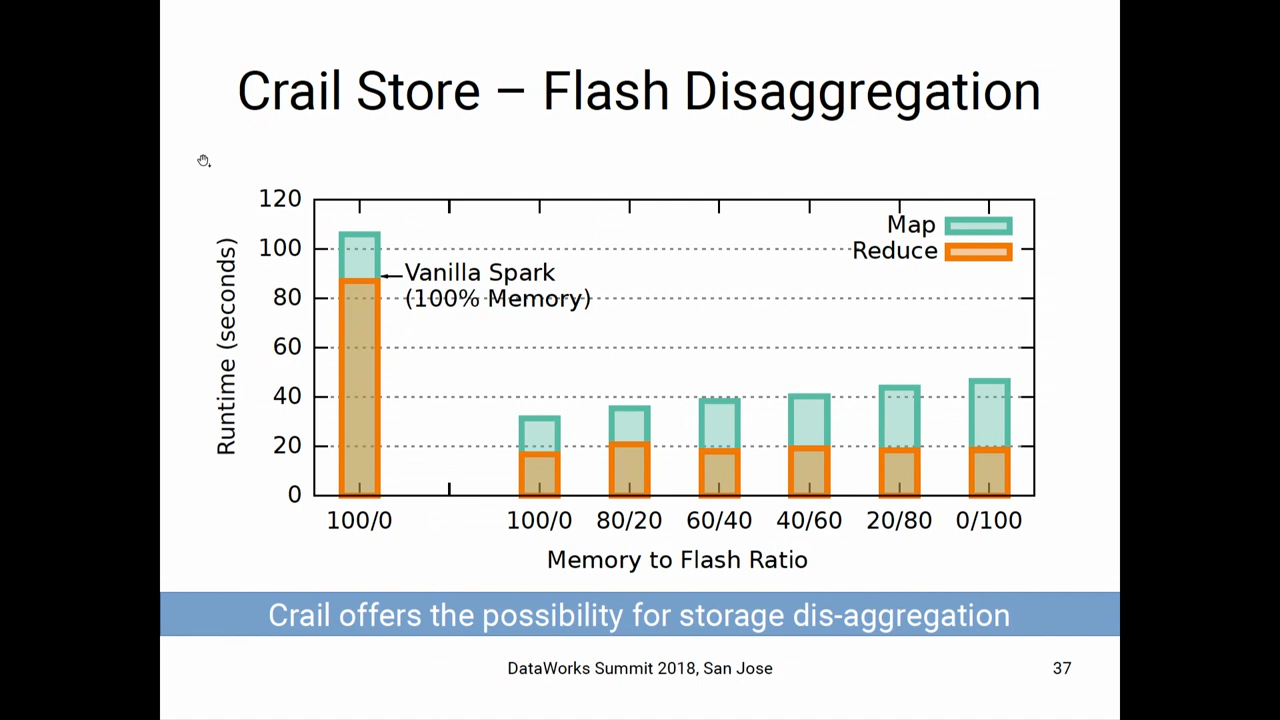 Crail Store – Flash Disaggregation
120
100
80
60
40
20
0
Runtime (seconds)
Map
Reduce
Vanilla Spark
(100% Memory)
100/0 100/0 80/20 60/40 40/60 20/80 0/100
Memory to Flash Ratio
Crail offers the possibility for storage dis-aggregation
DataWorks Summit 2018, San Jose 37